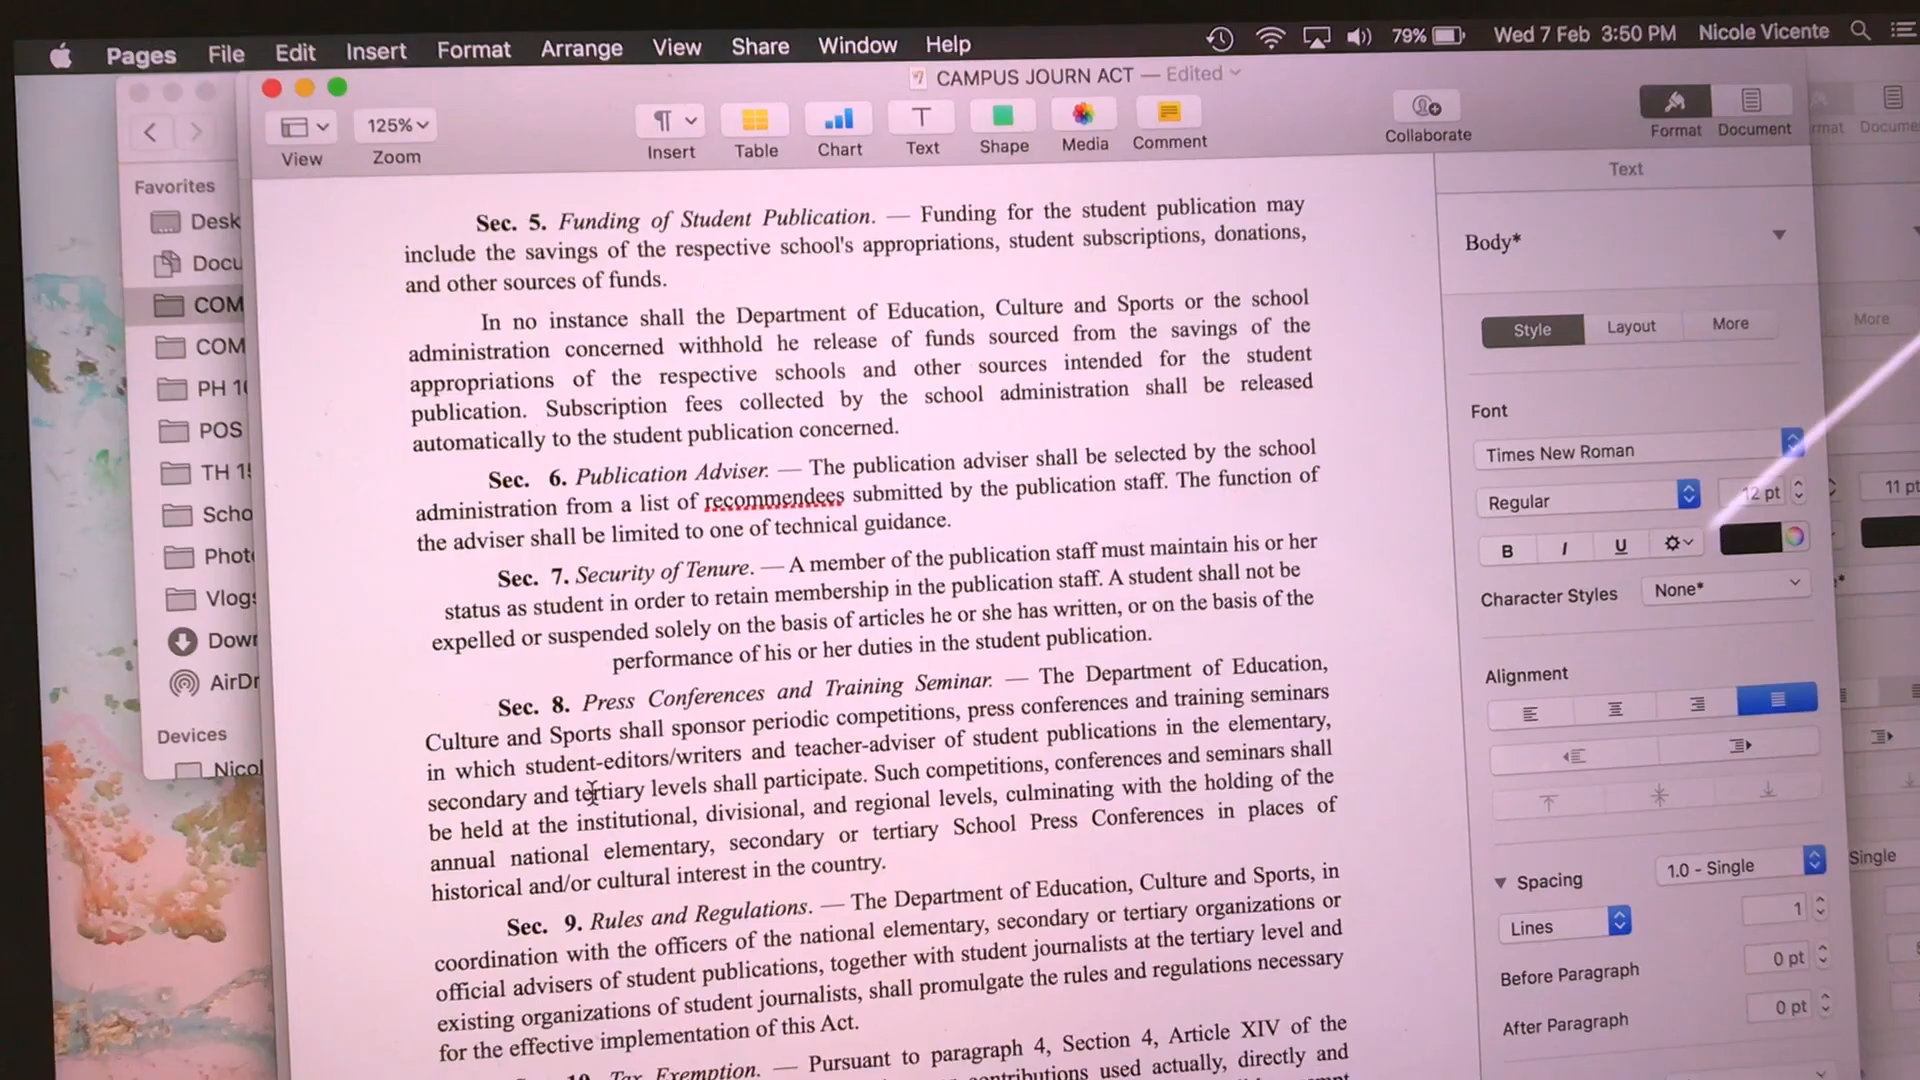 Pages File Edit Insert Format Arrange View Share Window Help 79% Wed 7 Feb 3:50 PM Nicole Vicente
CAMPUS JOURN ACT — Edited
125%
View Zoom Insert Table Chart Text Shape Media Comment Collaborate Format Document
Favorites
Desk
Docu
COM
COM
PH 1
POS
TH 1
Scho
Phot
Vlog
Down
AirDr
Devices
Nicol
Sec. 5. Funding of Student Publication. — Funding for the student publication may
include the savings of the respective school's appropriations, student subscriptions, donations,
and other sources of funds.
In no instance shall the Department of Education, Culture and Sports or the school
administration concerned withhold he release of funds sourced from the savings of the
appropriations of the respective schools and other sources intended for the student
publication. Subscription fees collected by the school administration shall be released
automatically to the student publication concerned.
Sec. 6. Publication Adviser. — The publication adviser shall be selected by the school
administration from a list of recommendees submitted by the publication staff. The function of
the adviser shall be limited to one of technical guidance.
Sec. 7. Security of Tenure. — A member of the publication staff must maintain his or her
status as student in order to retain membership in the publication staff. A student shall not be
expelled or suspended solely on the basis of articles he or she has written, or on the basis of the
performance of his or her duties in the student publication.
Sec. 8. Press Conferences and Training Seminar. — The Department of Education,
Culture and Sports shall sponsor periodic competitions, press conferences and training seminars
in which student-editors/writers and teacher-adviser of student publications in the elementary,
secondary and tertiary levels shall participate. Such competitions, conferences and seminars shall
be held at the institutional, divisional, and regional levels, culminating with the holding of the
annual national elementary, secondary or tertiary School Press Conferences in places of
historical and/or cultural interest in the country.
Sec. 9. Rules and Regulations. — The Department of Education, Culture and Sports, in
coordination with the officers of the national elementary, secondary or tertiary organizations or
official advisers of student publications, together with student journalists at the tertiary level and
existing organizations of student journalists, shall promulgate the rules and regulations necessary
for the effective implementation of this Act.
Tax Exemption. — Pursuant to paragraph 4, Section 4, Article XIV of the
used actually, directly and
Text
Body*
Style Layout More
Font
Times New Roman
Regular 12 pt
B I U
Character Styles None*
Alignment
Spacing 1.0 - Single
Lines 1
Before Paragraph 0 pt
After Paragraph 0 pt
More
11 pt
Single